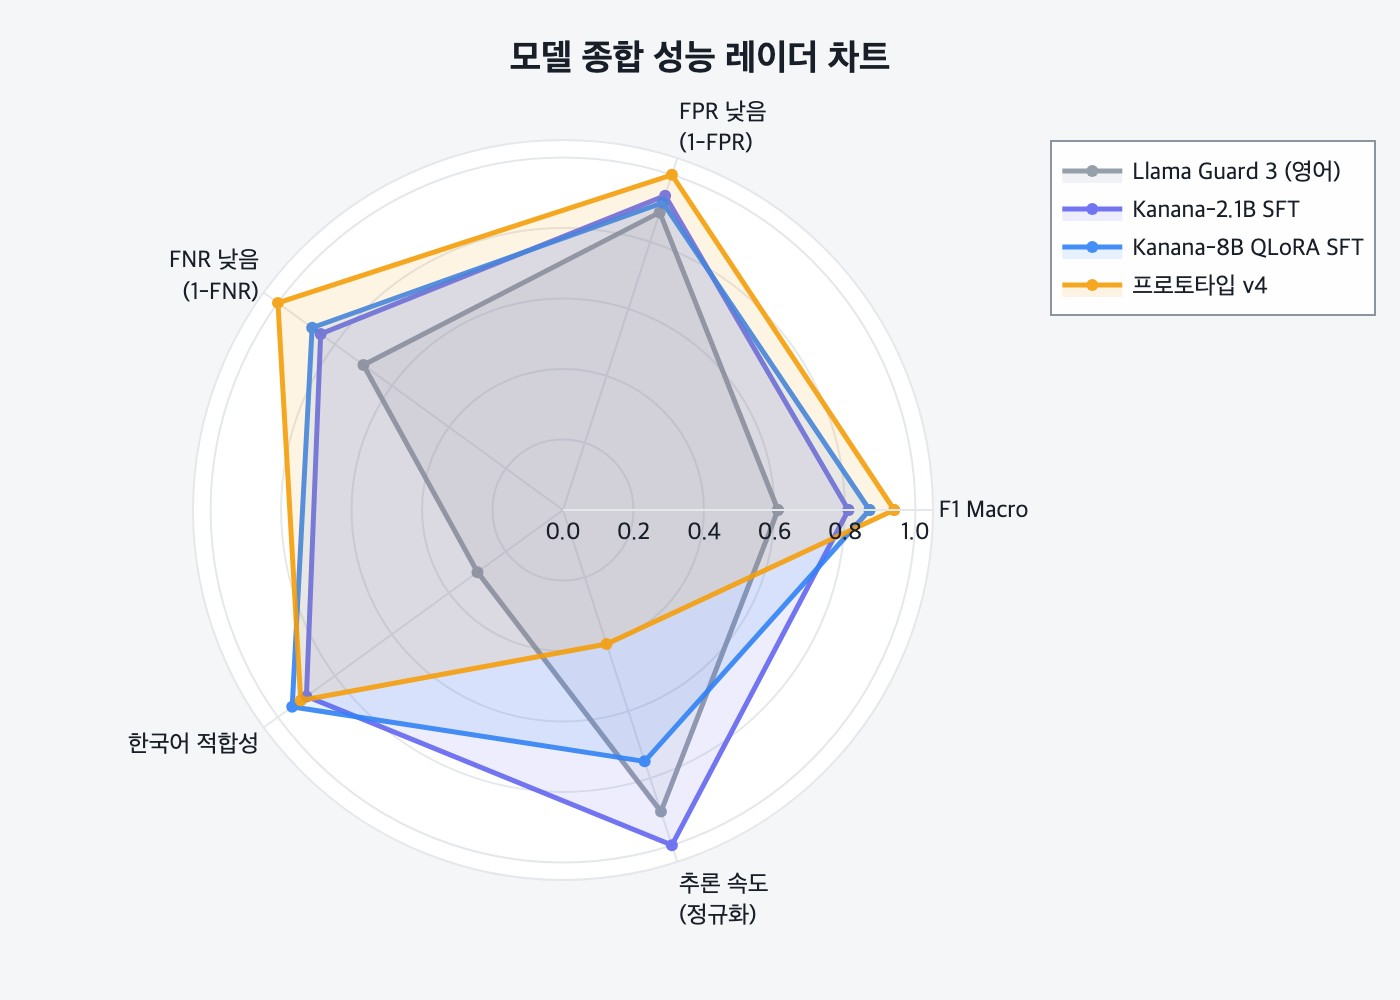 모델 종합 성능 레이더 차트
FPR 낮음
(1-FPR)
Llama Guard 3 (영어)
Kanana-2.1B SFT
Kanana-8B QLoRA SFT
프로토타입 v4
FNR 낮음
(1-FNR)
F1 Macro
0.0 0.2 0.4 0.6 0.8 1.0
한국어 적합성
추론 속도
(정규화)